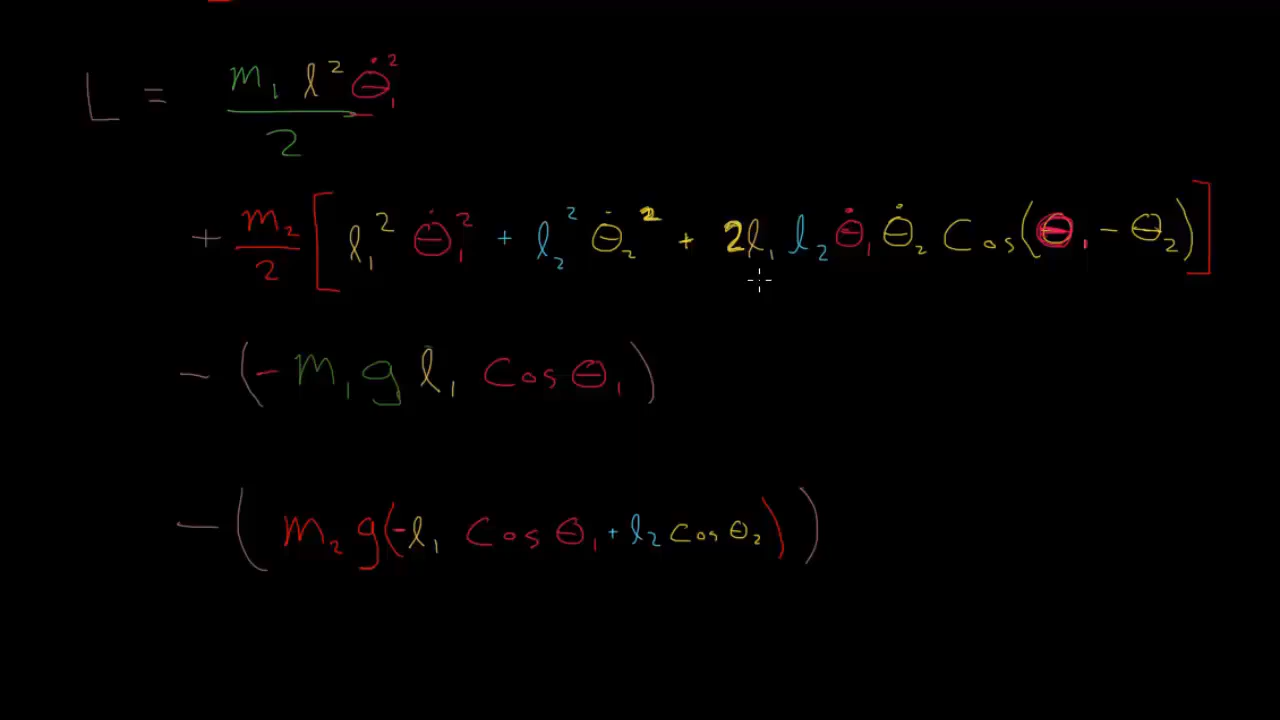 L = m₁ l² θ̇₁² / 2
+ m₂/2 [ l₁² θ̇₁² + l₂² θ̇₂² + 2l₁ l₂ θ̇₁ θ̇₂ Cos(θ₁ − θ₂) ]
− (− m₁ g l₁ Cos θ₁ )
− ( m₂ g(−l₁ Cos θ₁ + l₂ Cos θ₂ ) )